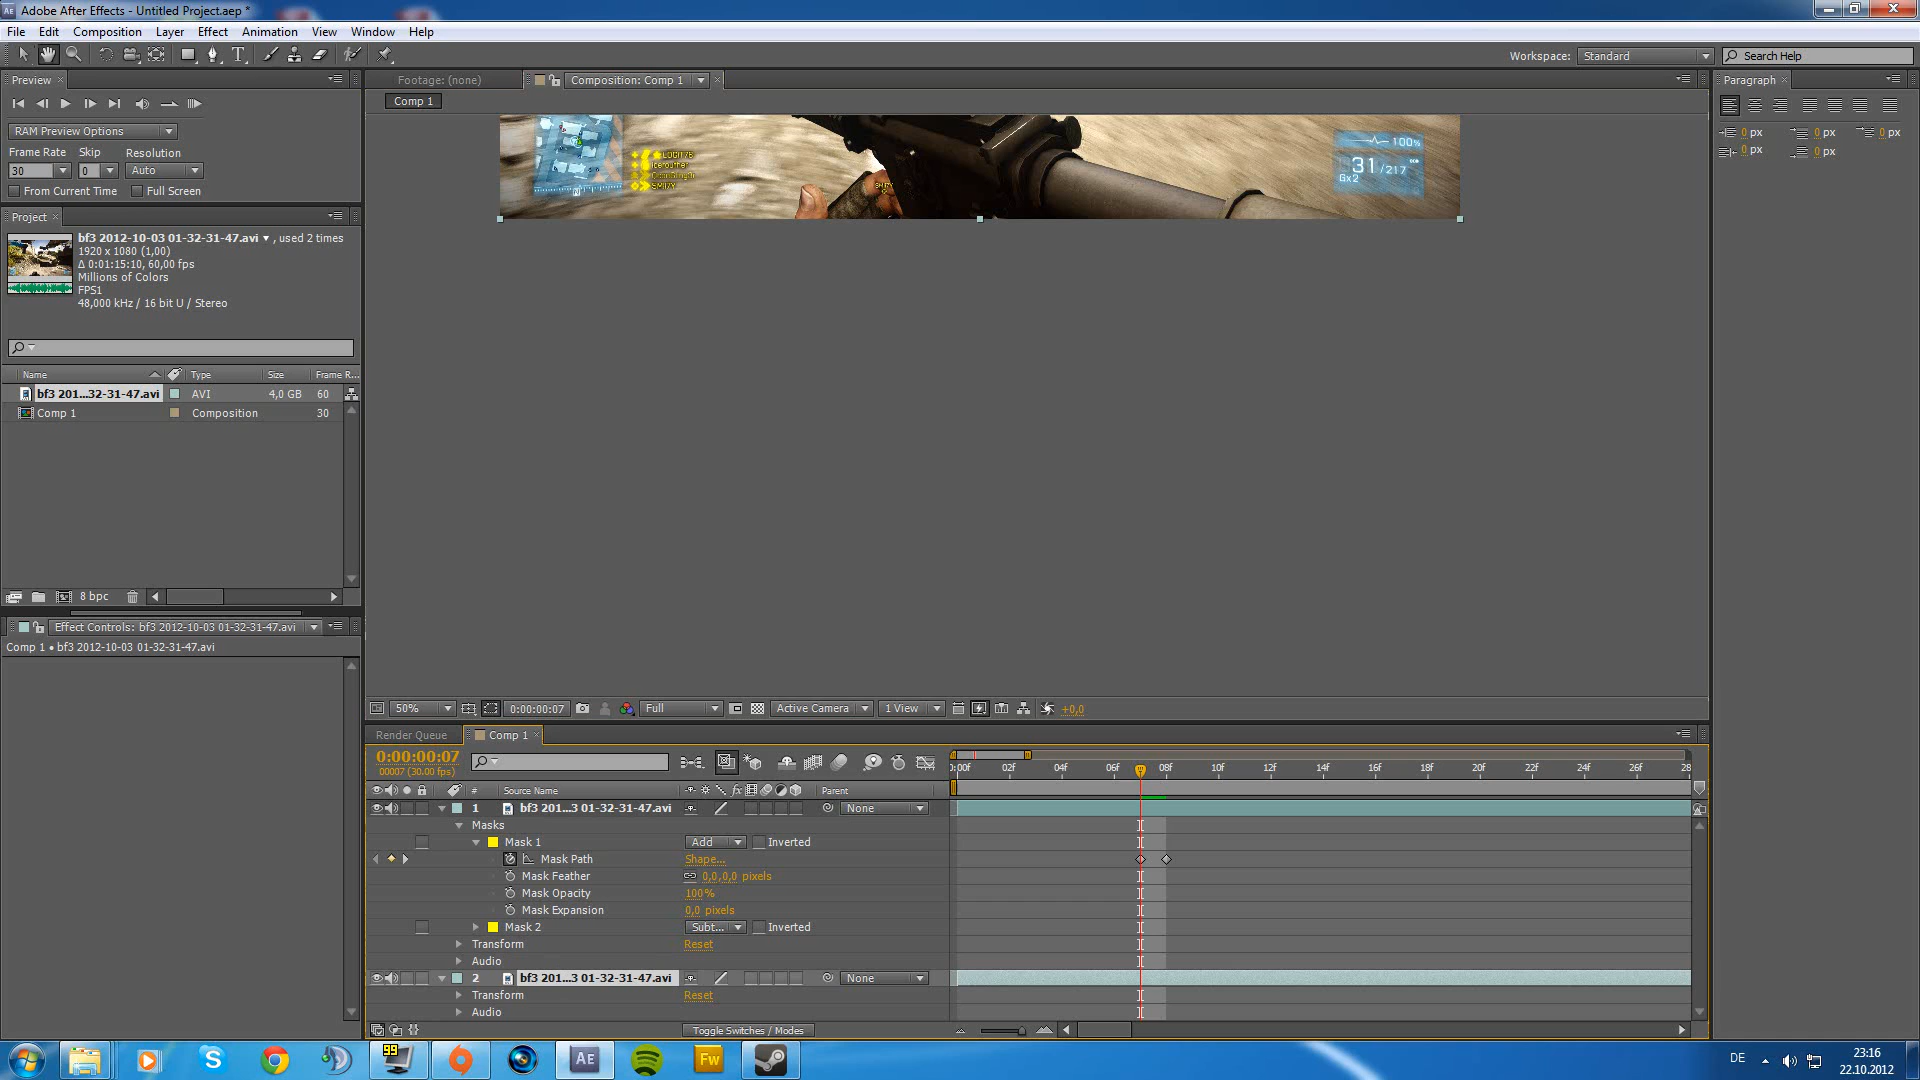 Adobe After Effects - Untitled Project.aep *
File Edit Composition Layer Effect Animation View Window Help
Workspace: Standard Search Help
Preview
Footage: (none)
Composition: Comp 1
Paragraph
Comp 1
RAM Preview Options
Frame Rate Skip Resolution
30 0 Auto
From Current Time Full Screen
0 px 0 px 0 px
0 px 0 px
100%
31/217
Gx2
SMI7Y
N
Project
bf3 2012-10-03 01-32-31-47.avi , used 2 times
1920 x 1080 (1,00)
Δ 0:01:15:10, 60,00 fps
Millions of Colors
FPS1
48,000 kHz / 16 bit U / Stereo
Name Type Size Frame R...
bf3 201...32-31-47.avi AVI 4,0 GB 60
Comp 1 Composition 30
8 bpc
Effect Controls: bf3 2012-10-03 01-32-31-47.avi
Comp 1 • bf3 2012-10-03 01-32-31-47.avi
50% 0:00:00:07 Full Active Camera 1 View +0,0
Render Queue Comp 1
0:00:00:07
00007 (30.00 fps)
):00f 02f 04f 06f 08f 10f 12f 14f 16f 18f 20f 22f 24f 26f 28
# Source Name fx Parent
1 bf3 201...3 01-32-31-47.avi None
Masks
Mask 1 Add Inverted
Mask Path Shape...
Mask Feather 0,0,0,0 pixels
Mask Opacity 100%
Mask Expansion 0,0 pixels
Mask 2 Subt... Inverted
Transform Reset
Audio
2 bf3 201...3 01-32-31-47.avi None
Transform Reset
Audio
Toggle Switches / Modes
99
Ae
Fw
DE
23:16
22.10.2012